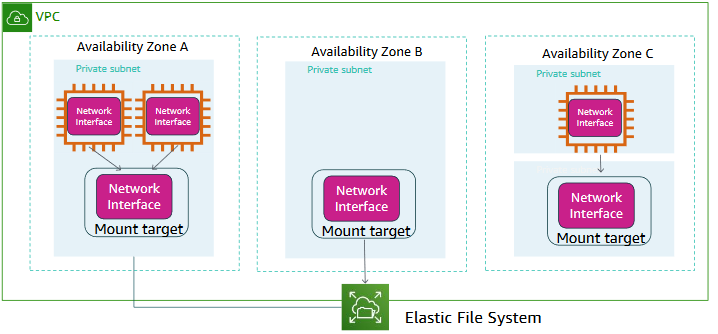 VPC
Availability Zone A
Private subnet
Network
Interface
Network
Interface
Network
Interface
Mount target
Availability Zone B
Private subnet
Network
Interface
Mount target
Availability Zone C
Private subnet
Network
Interface
Network
Interface
Mount target
Elastic File System